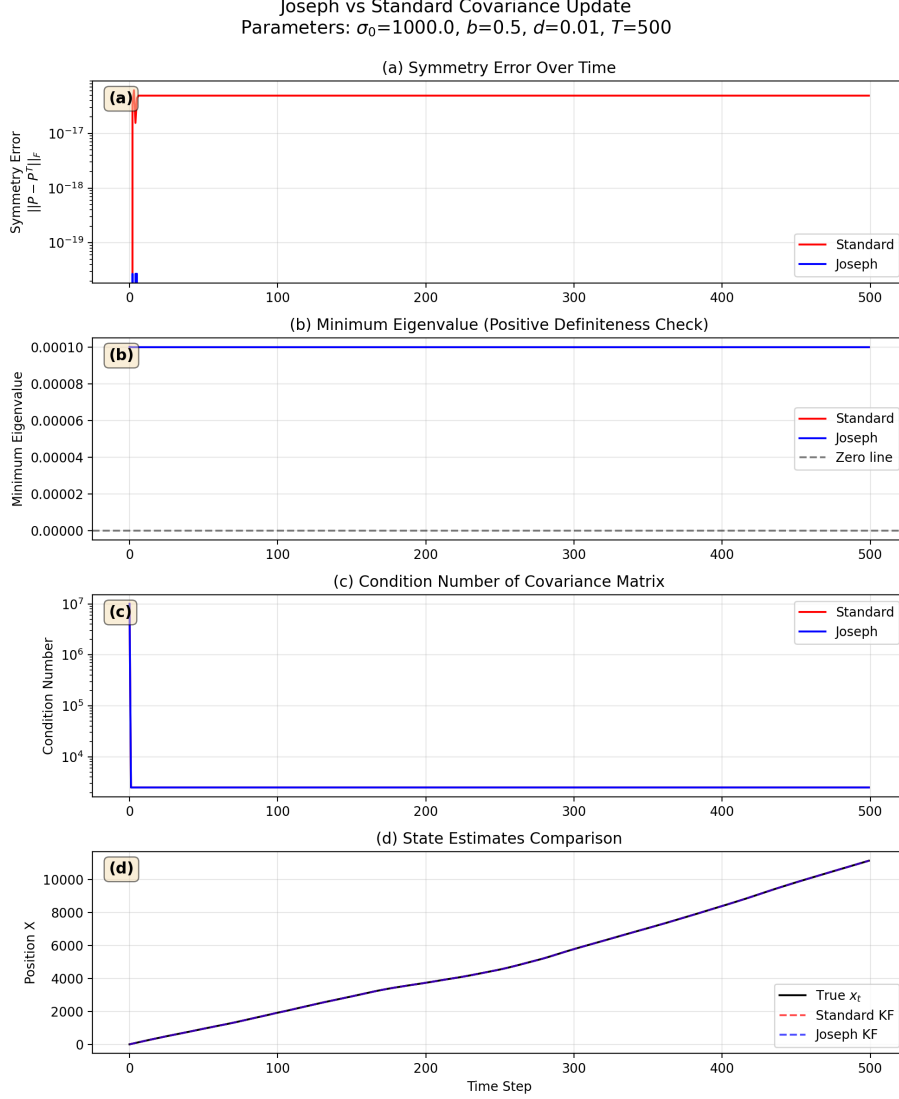 Joseph vs Standard Covariance Update
Parameters: σ₀=1000.0, b=0.5, d=0.01, T=500
(a) Symmetry Error Over Time
(a)
Symmetry Error
||P − Pᵀ||_F
10⁻¹⁷
10⁻¹⁸
10⁻¹⁹
Standard
Joseph
0 100 200 300 400 500
(b) Minimum Eigenvalue (Positive Definiteness Check)
(b)
Minimum Eigenvalue
0.00010
0.00008
0.00006
0.00004
0.00002
0.00000
Standard
Joseph
Zero line
0 100 200 300 400 500
(c) Condition Number of Covariance Matrix
(c)
Condition Number
10⁷
10⁶
10⁵
10⁴
Standard
Joseph
0 100 200 300 400 500
(d) State Estimates Comparison
(d)
Position X
10000
8000
6000
4000
2000
0
True xₜ
Standard KF
Joseph KF
0 100 200 300 400 500
Time Step